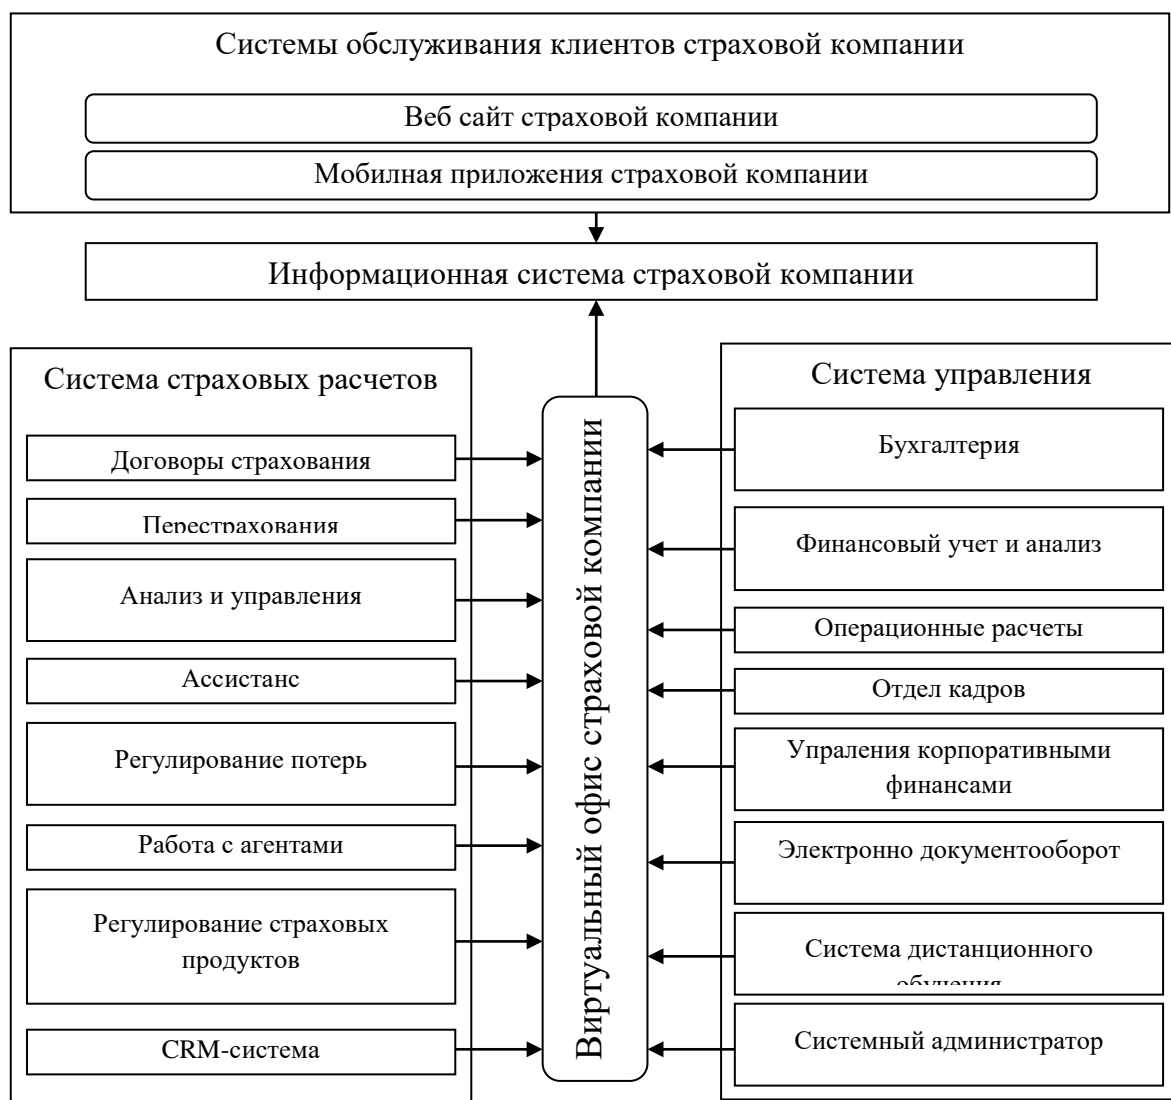 Системы обслуживания клиентов страховой компании
Веб сайт страховой компании
Мобилная приложения страховой компании
Информационная система страховой компании
Система страховых расчетов
Договоры страхования
Перестрахования
Анализ и управления
Ассистанс
Регулирование потерь
Работа с агентами
Регулирование страховых
продуктов
CRM-система
Виртуальный офис страховой компании
Система управления
Бухгалтерия
Финансовый учет и анализ
Операционные расчеты
Отдел кадров
Упраления корпоративными
финансами
Электронно документооборот
Система дистанционного
обучения
Системный администратор